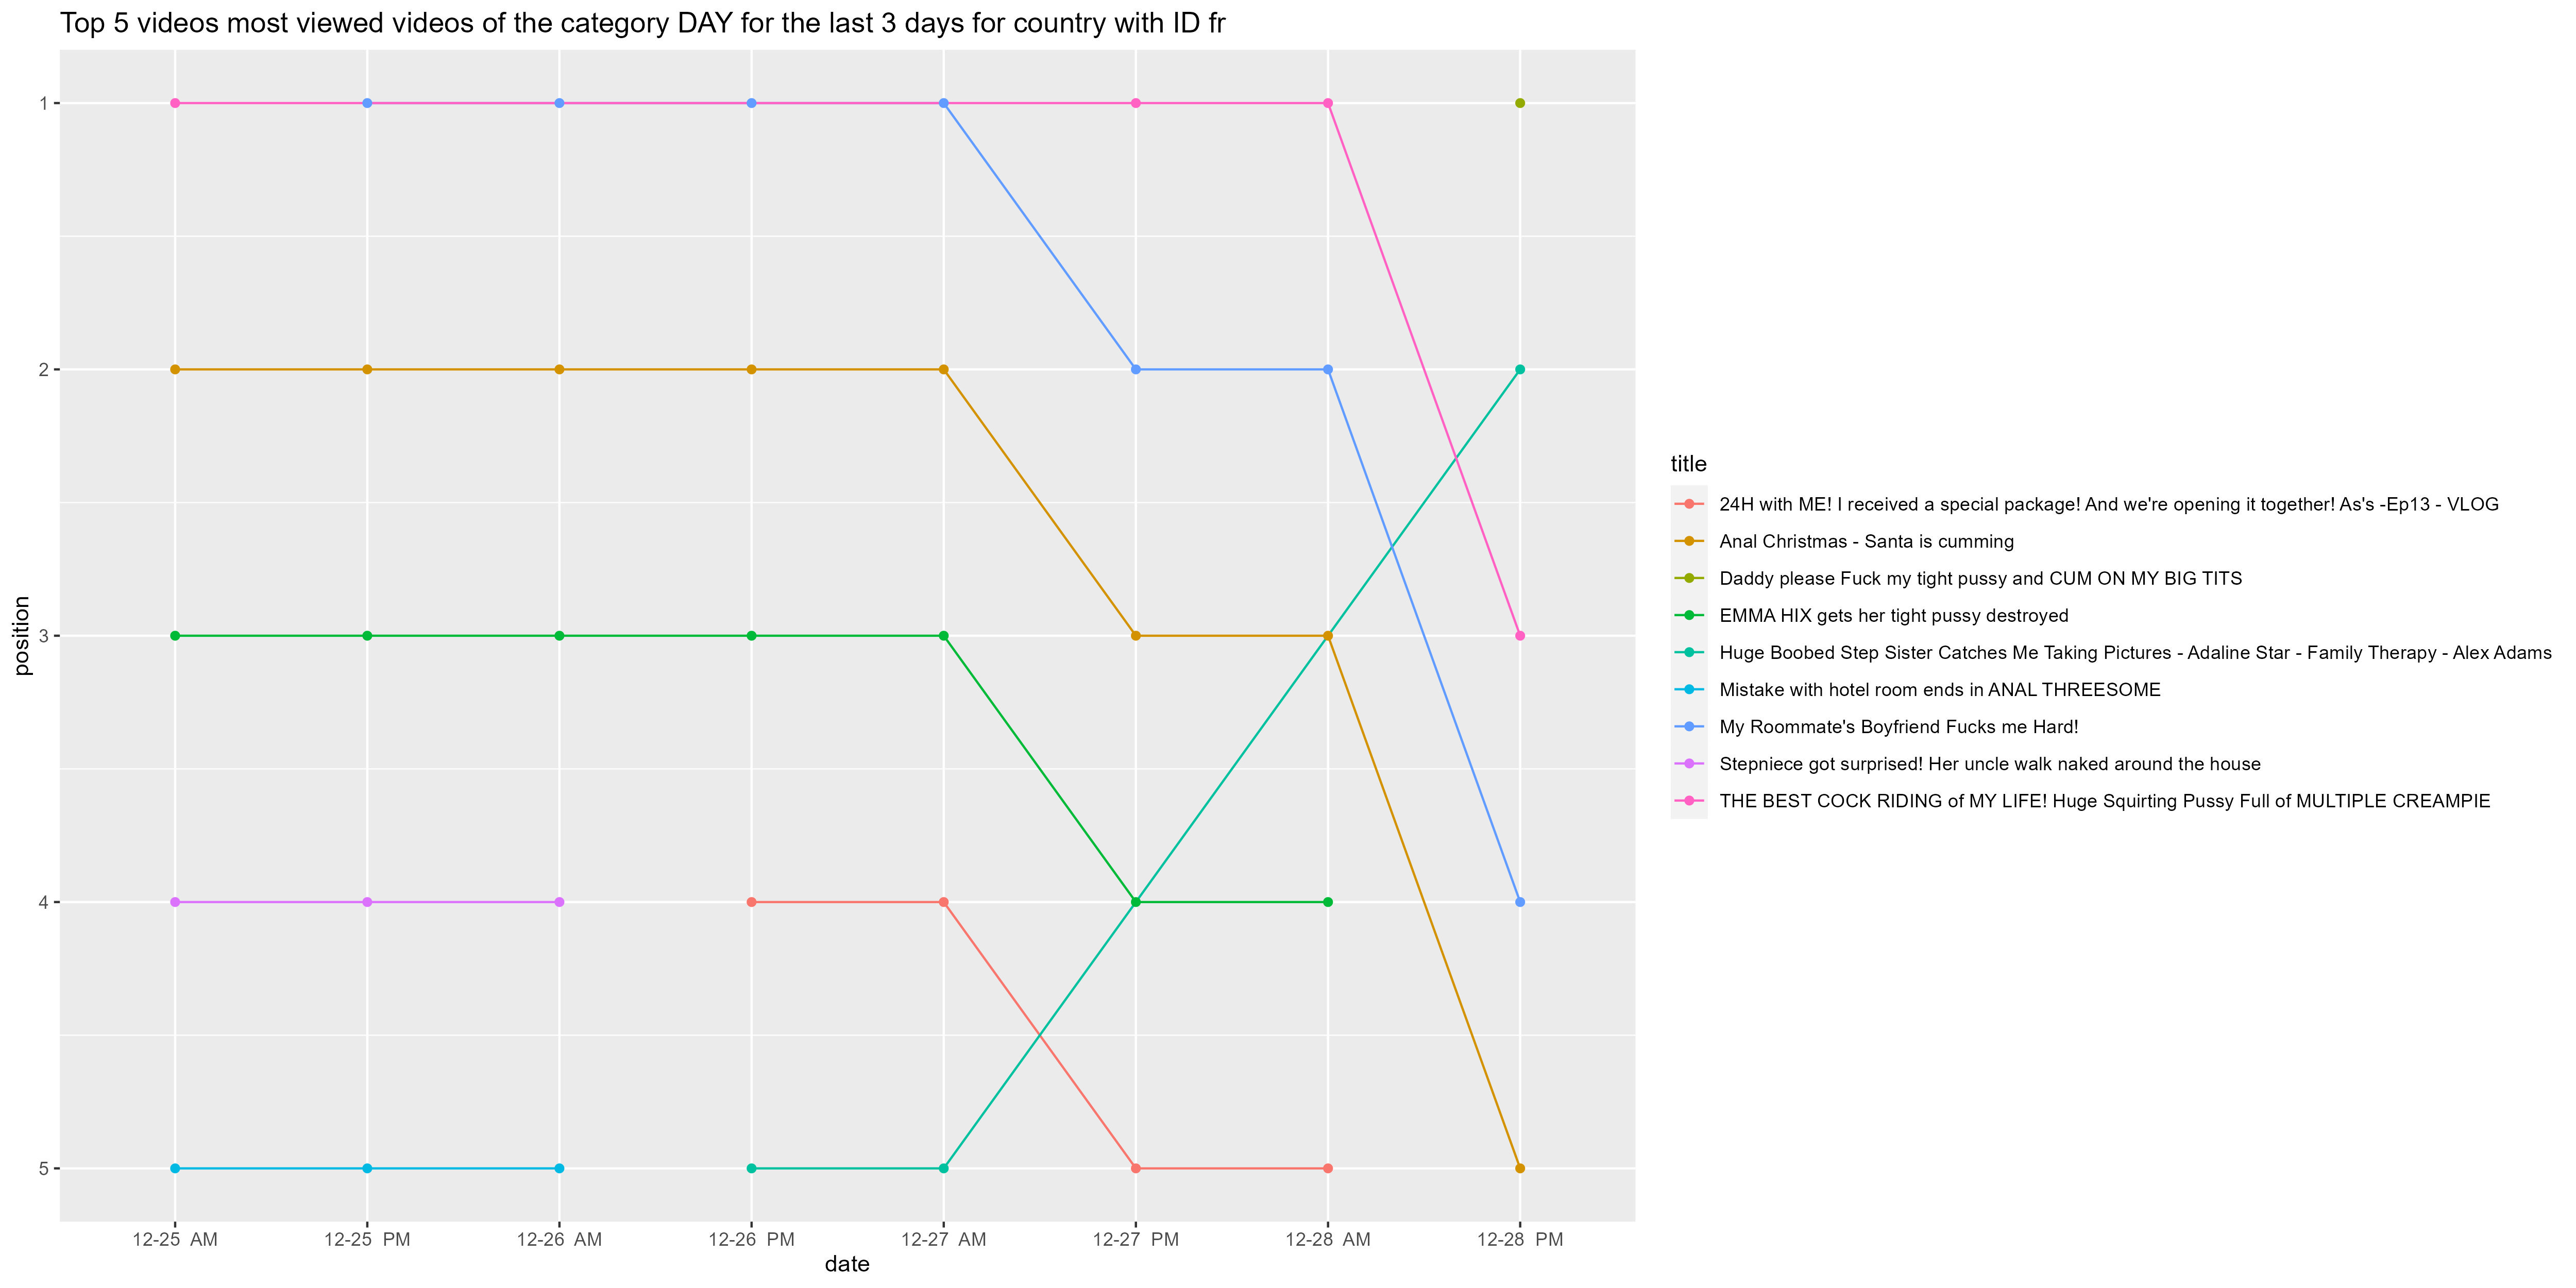 Top 5 videos most viewed videos of the category DAY for the last 3 days for country with ID fr
position
1
2
3
4
5
12-25 AM
12-25 PM
12-26 AM
12-26 PM
12-27 AM
12-27 PM
12-28 AM
12-28 PM
date
title
24H with ME! I received a special package! And we're opening it together! As's -Ep13 - VLOG
Anal Christmas - Santa is cumming
Daddy please Fuck my tight pussy and CUM ON MY BIG TITS
EMMA HIX gets her tight pussy destroyed
Huge Boobed Step Sister Catches Me Taking Pictures - Adaline Star - Family Therapy - Alex Adams
Mistake with hotel room ends in ANAL THREESOME
My Roommate's Boyfriend Fucks me Hard!
Stepniece got surprised! Her uncle walk naked around the house
THE BEST COCK RIDING of MY LIFE! Huge Squirting Pussy Full of MULTIPLE CREAMPIE